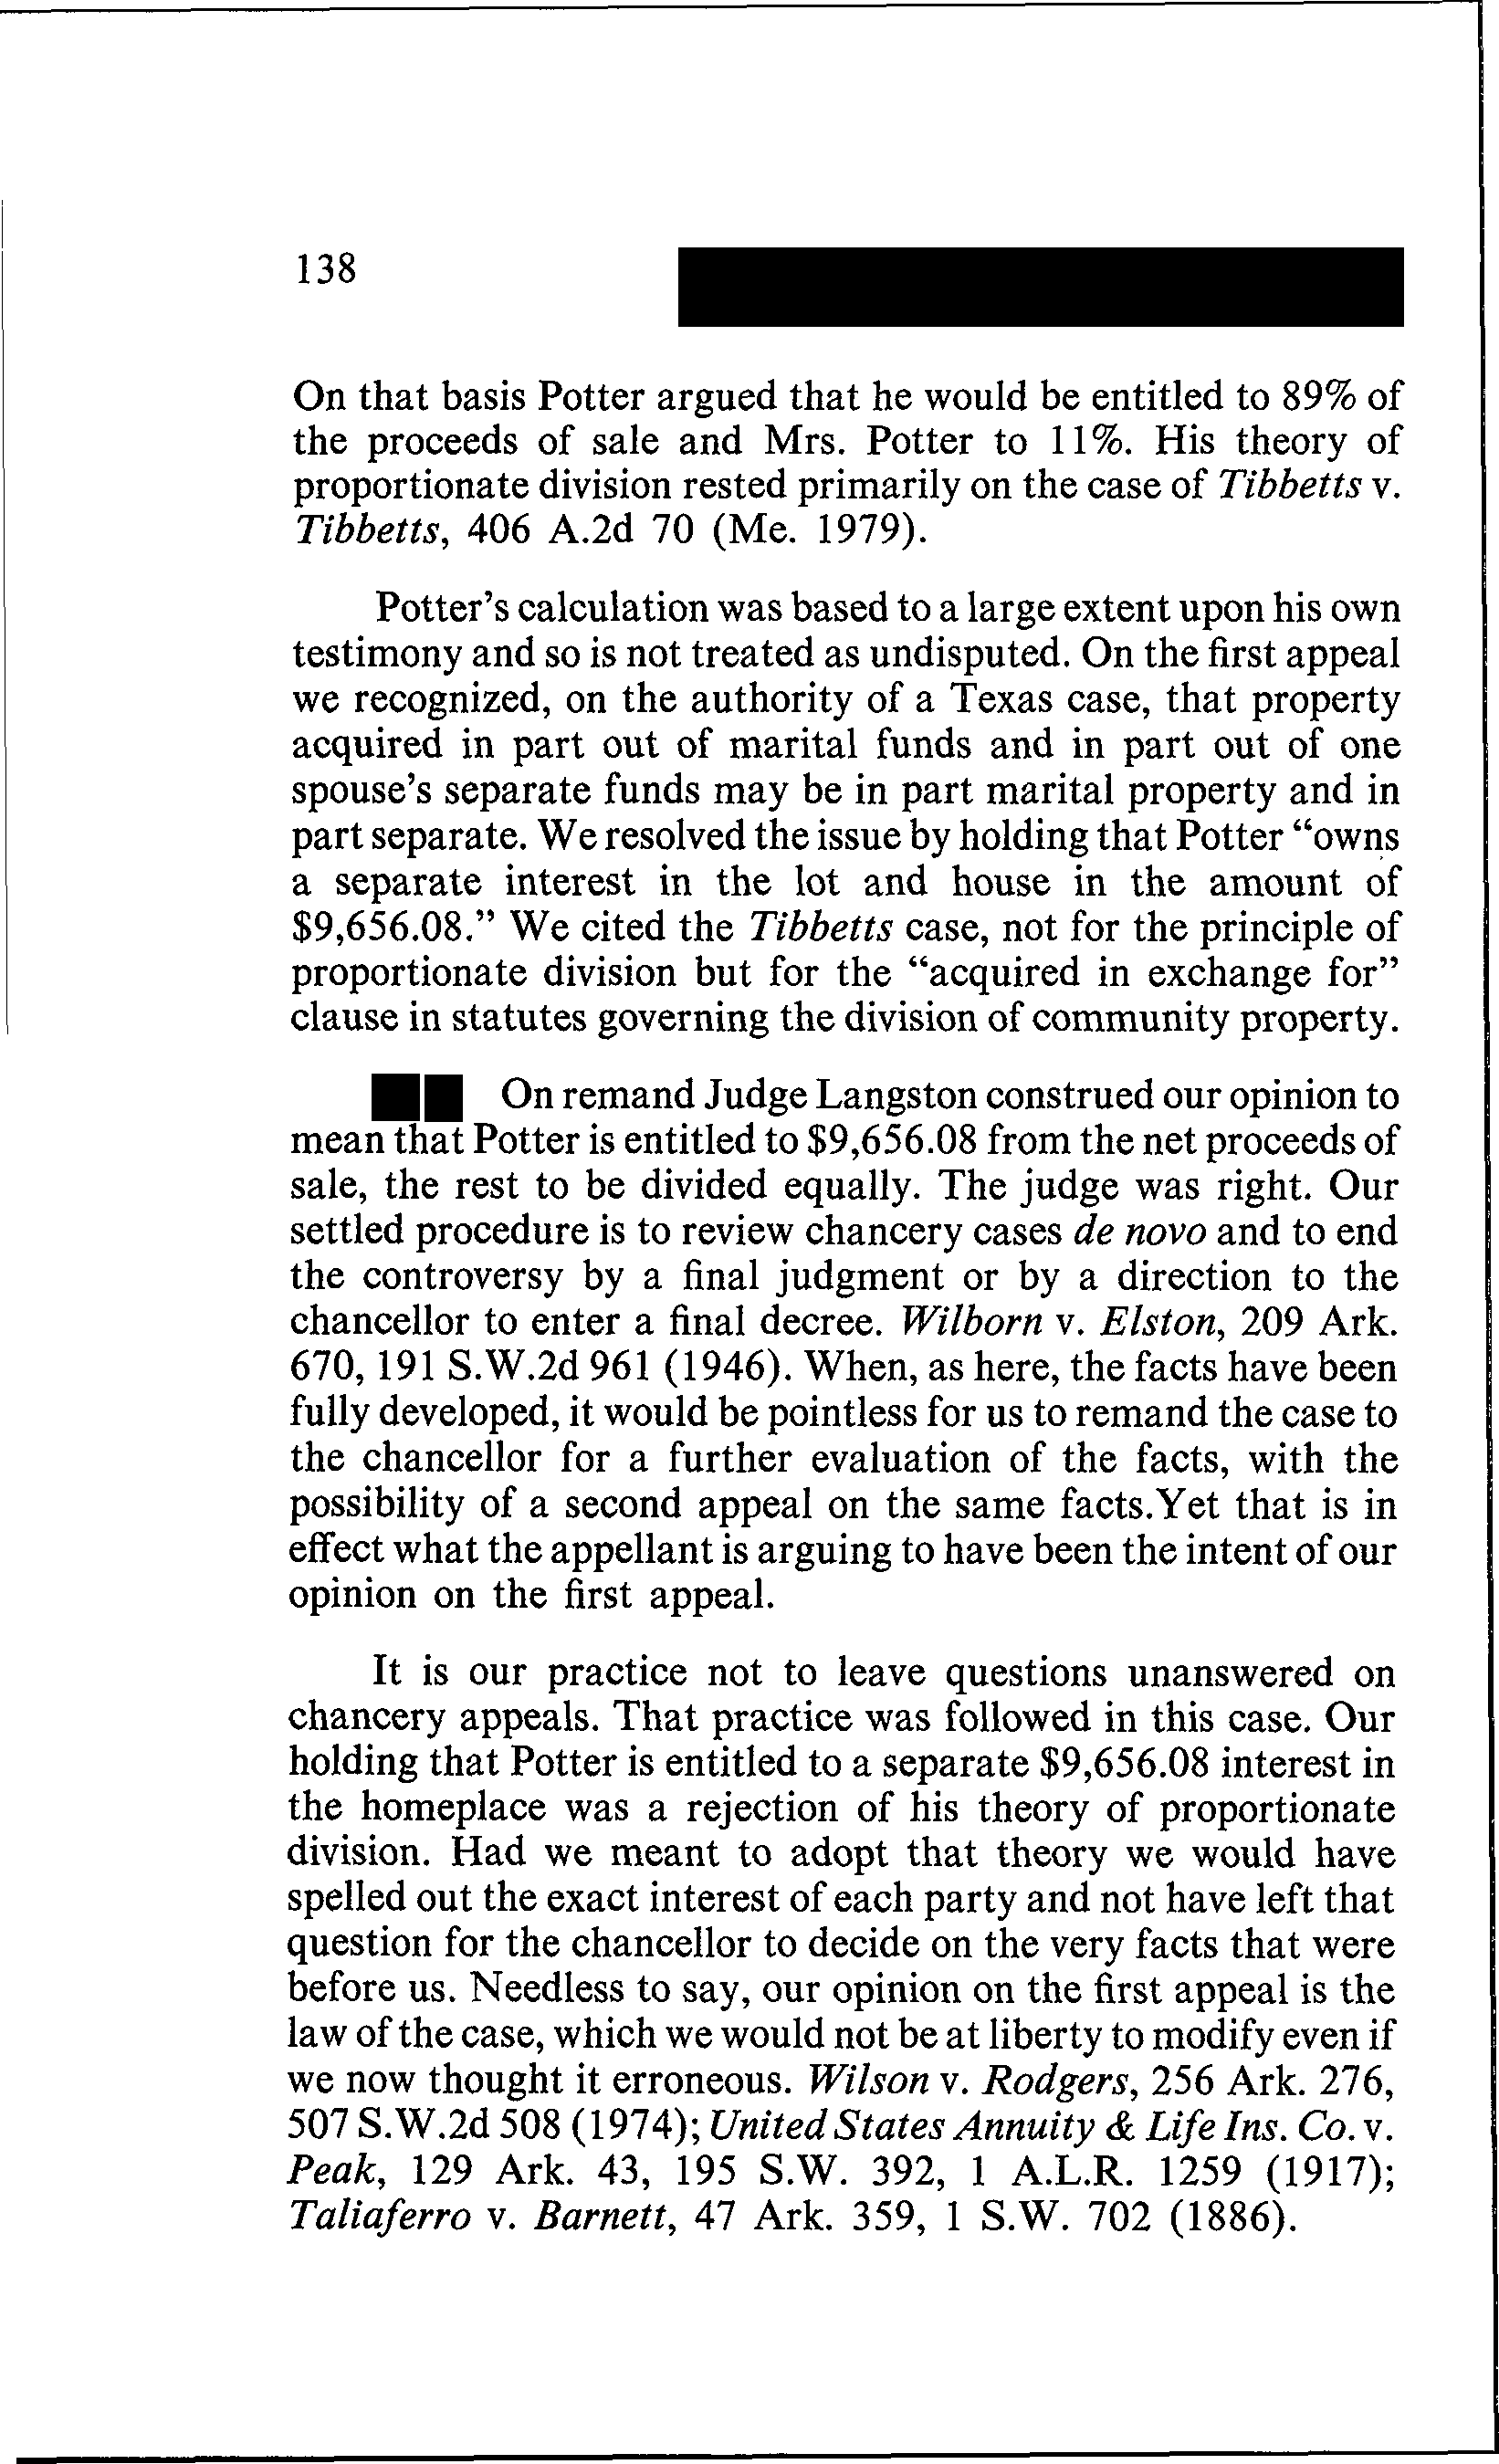 138
On that basis Potter argued that he would be entitled to 89% of
the proceeds of sale and Mrs. Potter to 11%. His theory of
proportionate division rested primarily on the case of Tibbetts v.
Tibbetts, 406 A.2d 70 (Me. 1979).
Potter's calculation was based to a large extent upon his own
testimony and so is not treated as undisputed. On the first appeal
we recognized, on the authority of a Texas case, that property
acquired in part out of marital funds and in part out of one
spouse's separate funds may be in part marital property and in
part separate. We resolved the issue by holding that Potter “owns
a separate interest in the lot and house in the amount of
$9,656.08.” We cited the Tibbetts case, not for the principle of
proportionate division but for the “acquired in exchange for”
clause in statutes governing the division of community property.
On remand Judge Langston construed our opinion to
mean that Potter is entitled to $9,656.08 from the net proceeds of
sale, the rest to be divided equally. The judge was right. Our
settled procedure is to review chancery cases de novo and to end
the controversy by a final judgment or by a direction to the
chancellor to enter a final decree. Wilborn v. Elston, 209 Ark.
670, 191 S.W.2d 961 (1946). When, as here, the facts have been
fully developed, it would be pointless for us to remand the case to
the chancellor for a further evaluation of the facts, with the
possibility of a second appeal on the same facts.Yet that is in
effect what the appellant is arguing to have been the intent of our
opinion on the first appeal.
It is our practice not to leave questions unanswered on
chancery appeals. That practice was followed in this case. Our
holding that Potter is entitled to a separate $9,656.08 interest in
the homeplace was a rejection of his theory of proportionate
division. Had we meant to adopt that theory we would have
spelled out the exact interest of each party and not have left that
question for the chancellor to decide on the very facts that were
before us. Needless to say, our opinion on the first appeal is the
law of the case, which we would not be at liberty to modify even if
we now thought it erroneous. Wilson v. Rodgers, 256 Ark. 276,
507 S.W.2d 508 (1974); United States Annuity & Life Ins. Co. v.
Peak, 129 Ark. 43, 195 S.W. 392, 1 A.L.R. 1259 (1917);
Taliaferro v. Barnett, 47 Ark. 359, 1 S.W. 702 (1886).